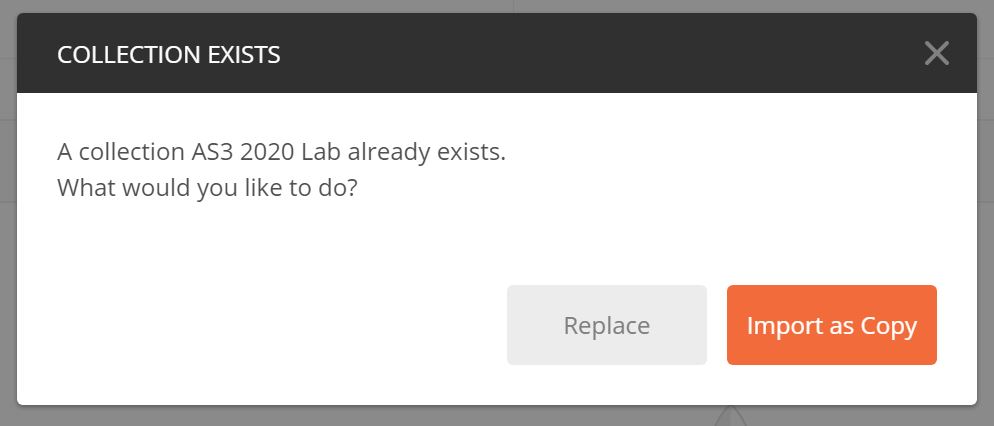 COLLECTION EXISTS
A collection AS3 2020 Lab already exists.
What would you like to do?
Replace
Import as Copy